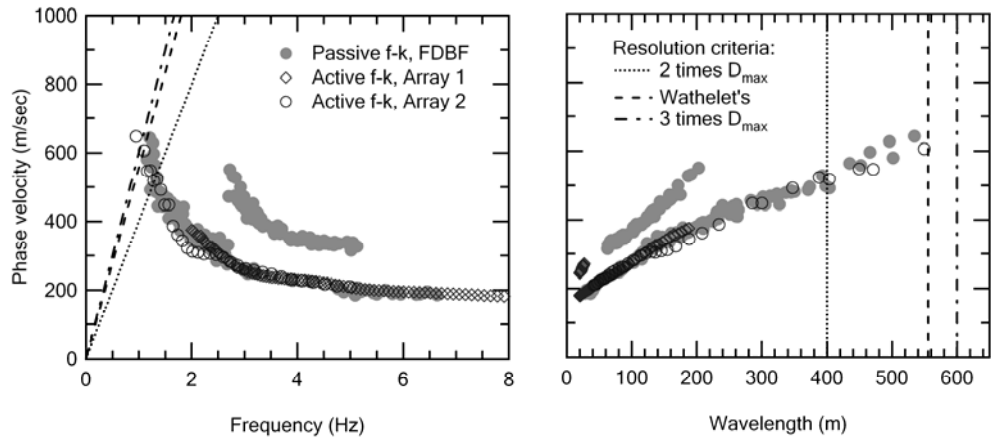 1000
800
600
400
200
0
Phase velocity (m/sec)
Passive f-k, FDBF
Active f-k, Array 1
Active f-k, Array 2
0 2 4 6 8
Frequency (Hz)
Resolution criteria:
2 times Dmax
Wathelet's
3 times Dmax
0 100 200 300 400 500 600
Wavelength (m)